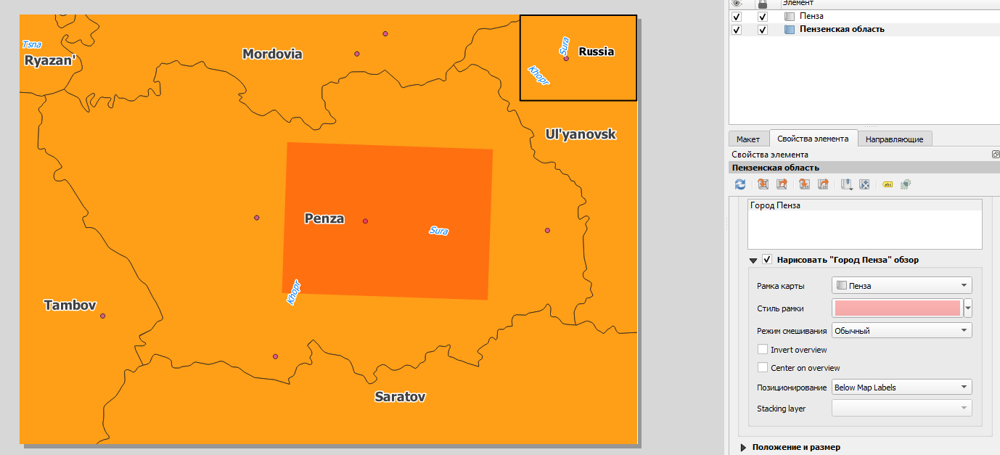 Tsna
Ryazan'
Mordovia
Sura
Russia
Khopr
Ul'yanovsk
Penza
Sura
Khopr
Tambov
Saratov
Элемент
Пенза
Пензенская область
Макет
Свойства элемента
Направляющие
Свойства элемента
Пензенская область
abc
Город Пенза
Нарисовать "Город Пенза" обзор
Рамка карты
Пенза
Стиль рамки
Режим смешивания
Обычный
Invert overview
Center on overview
Позиционирование
Below Map Labels
Stacking layer
Положение и размер